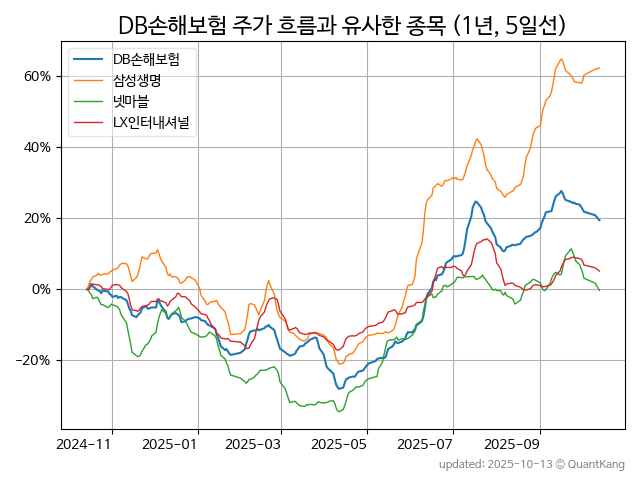 DB손해보험 주가 흐름과 유사한 종목 (1년, 5일선)
DB손해보험
삼성생명
넷마블
LX인터내셔널
60%
40%
20%
0%
−20%
2024-11
2025-01
2025-03
2025-05
2025-07
2025-09
updated: 2025-10-13 © QuantKang